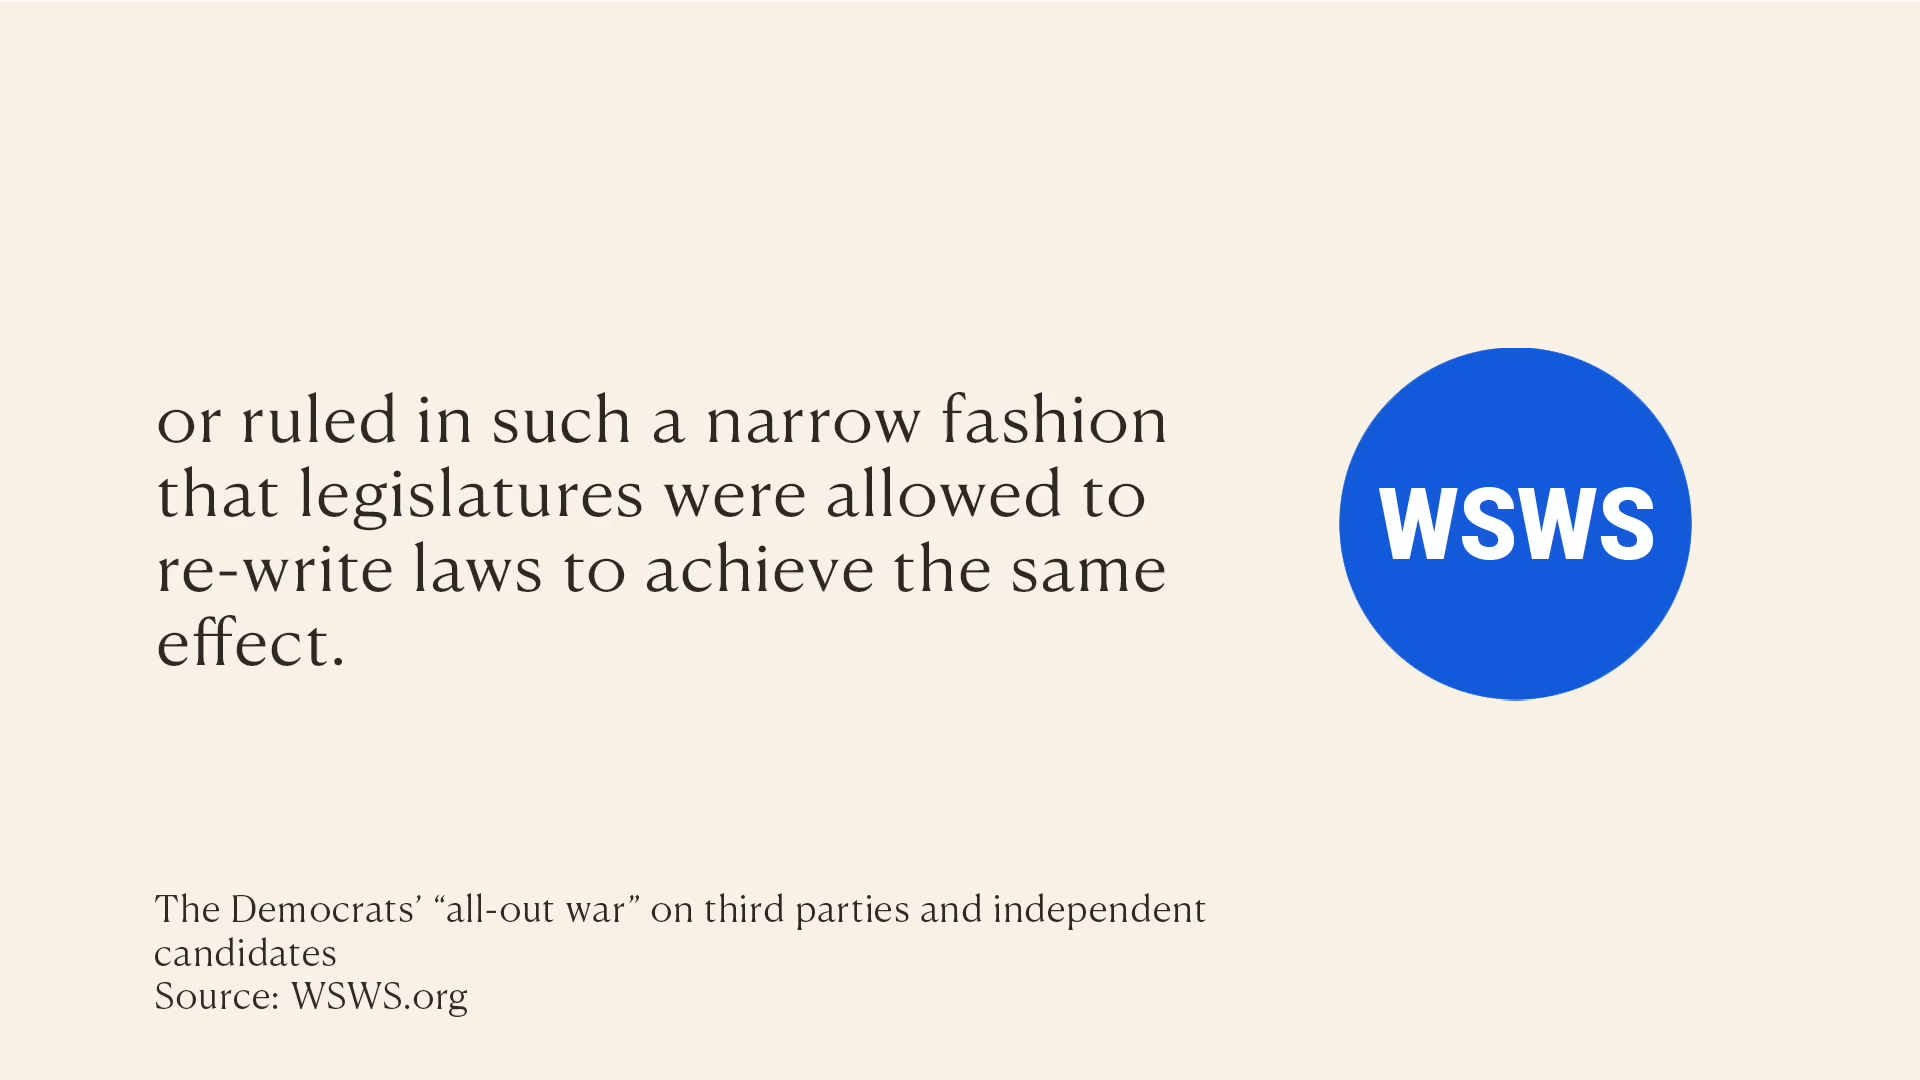 or ruled in such a narrow fashion
that legislatures were allowed to
re-write laws to achieve the same
effect.
WSWS
The Democrats’ “all-out war” on third parties and independent
candidates
Source: WSWS.org